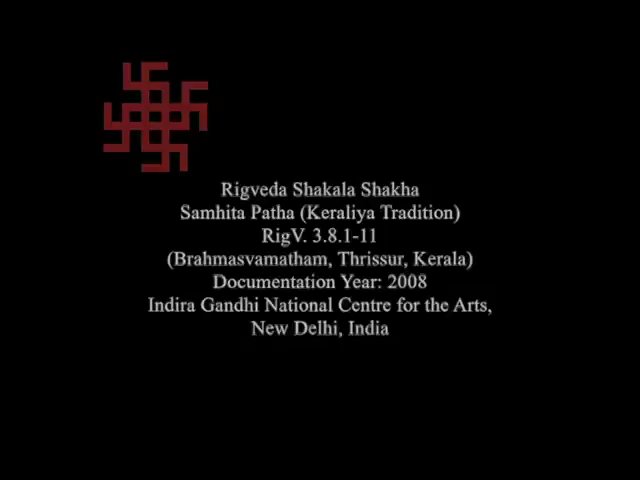 Rigveda Shakala Shakha
Samhita Patha (Keraliya Tradition)
RigV. 3.8.1-11
(Brahmasvamatham, Thrissur, Kerala)
Documentation Year: 2008
Indira Gandhi National Centre for the Arts,
New Delhi, India